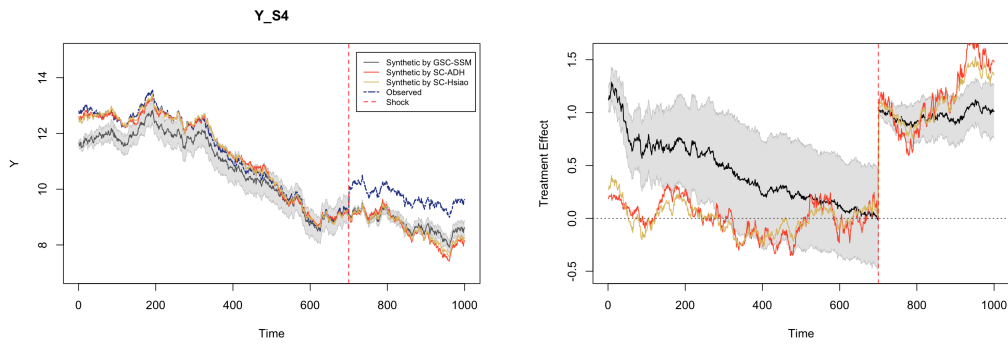 Y_S4
Y
14
12
10
8
0
200
400
600
800
1000
Time
Synthetic by GSC-SSM
Synthetic by SC-ADH
Synthetic by SC-Hsiao
Observed
Shock
Treatment Effect
1.5
1.0
0.5
0.0
-0.5
0
200
400
600
800
1000
Time